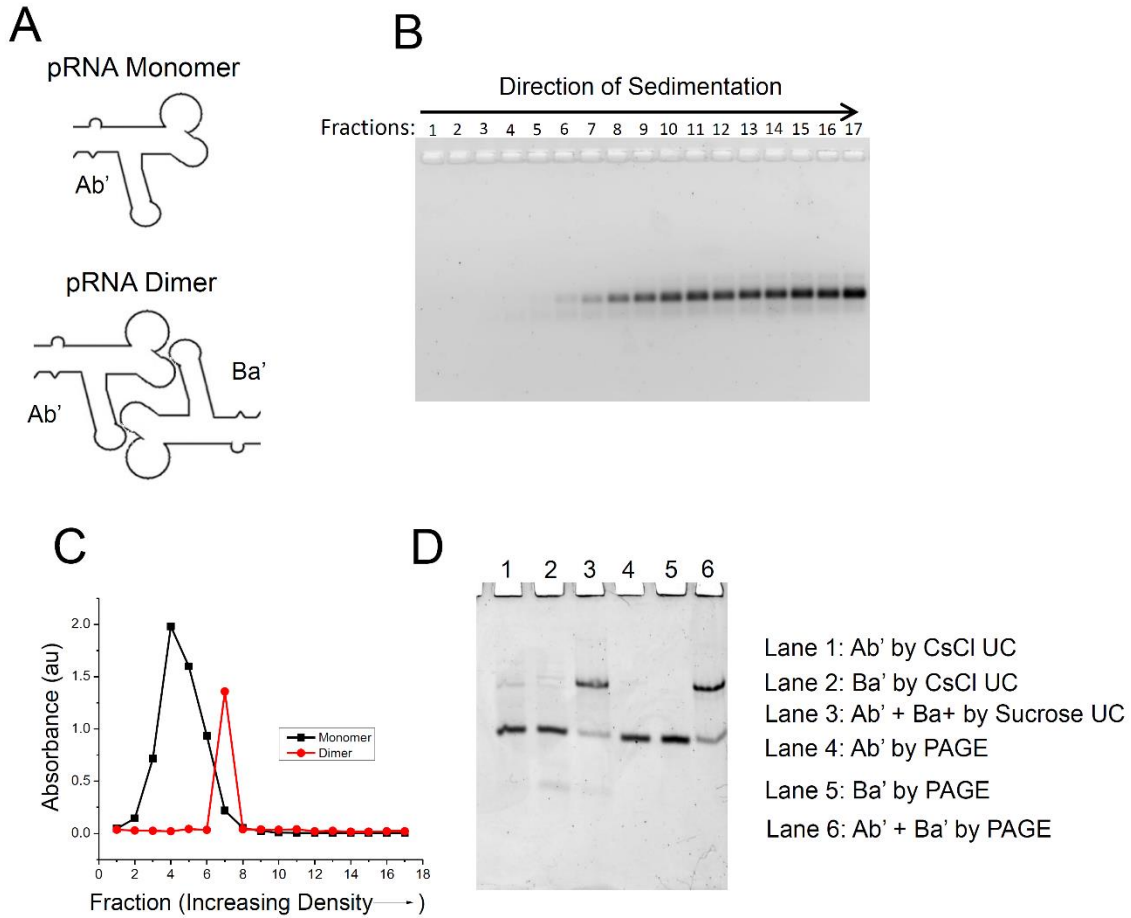 A
pRNA Monomer
Ab’
pRNA Dimer
Ba’
Ab’
B
Direction of Sedimentation
Fractions: 1 2 3 4 5 6 7 8 9 10 11 12 13 14 15 16 17
C
2.0
1.5
1.0
0.5
0.0
Absorbance (au)
Monomer
Dimer
0 2 4 6 8 10 12 14 16 18
Fraction (Increasing Density → )
D
1 2 3 4 5 6
Lane 1: Ab’ by CsCl UC
Lane 2: Ba’ by CsCl UC
Lane 3: Ab’ + Ba+ by Sucrose UC
Lane 4: Ab’ by PAGE
Lane 5: Ba’ by PAGE
Lane 6: Ab’ + Ba’ by PAGE